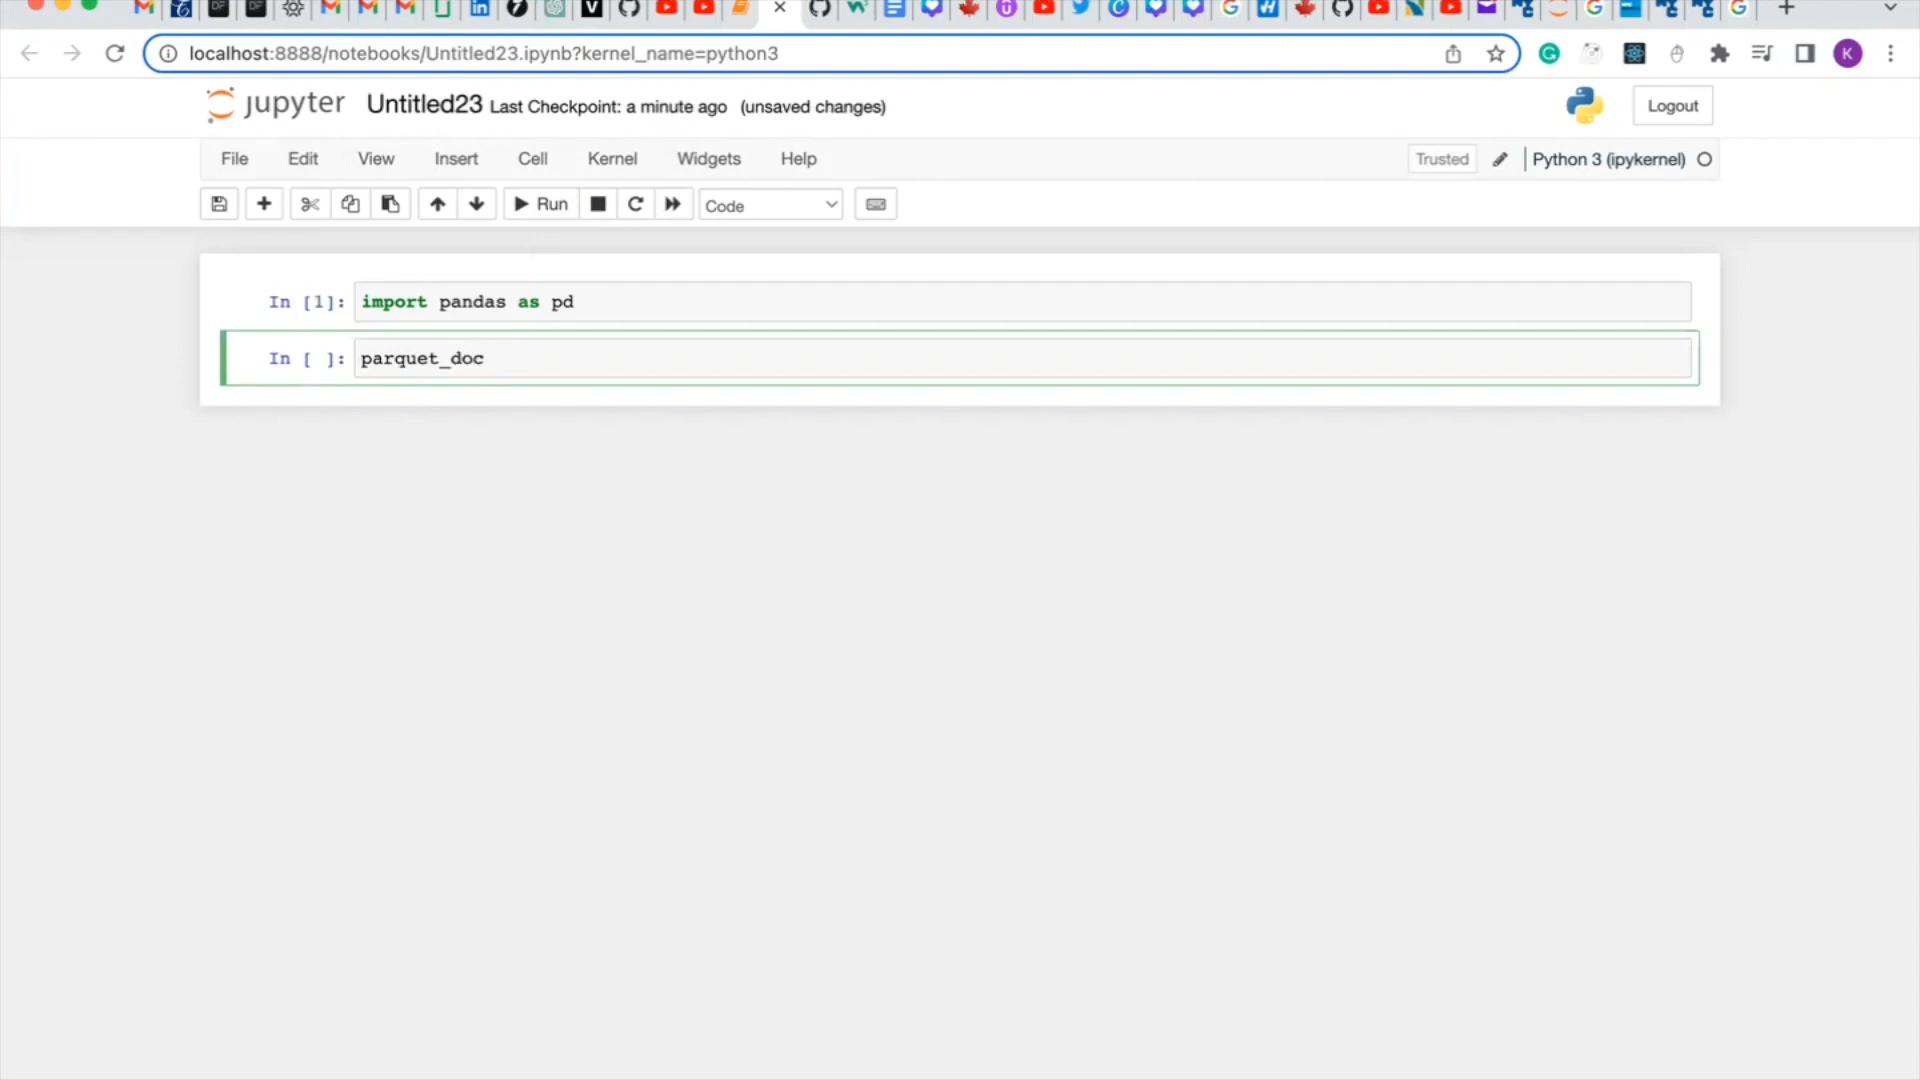 localhost:8888/notebooks/Untitled23.ipynb?kernel_name=python3
K
jupyter Untitled23 Last Checkpoint: a minute ago (unsaved changes)
Logout
File Edit View Insert Cell Kernel Widgets Help
Trusted Python 3 (ipykernel)
Run Code
In [1]: import pandas as pd
In [ ]: parquet_doc